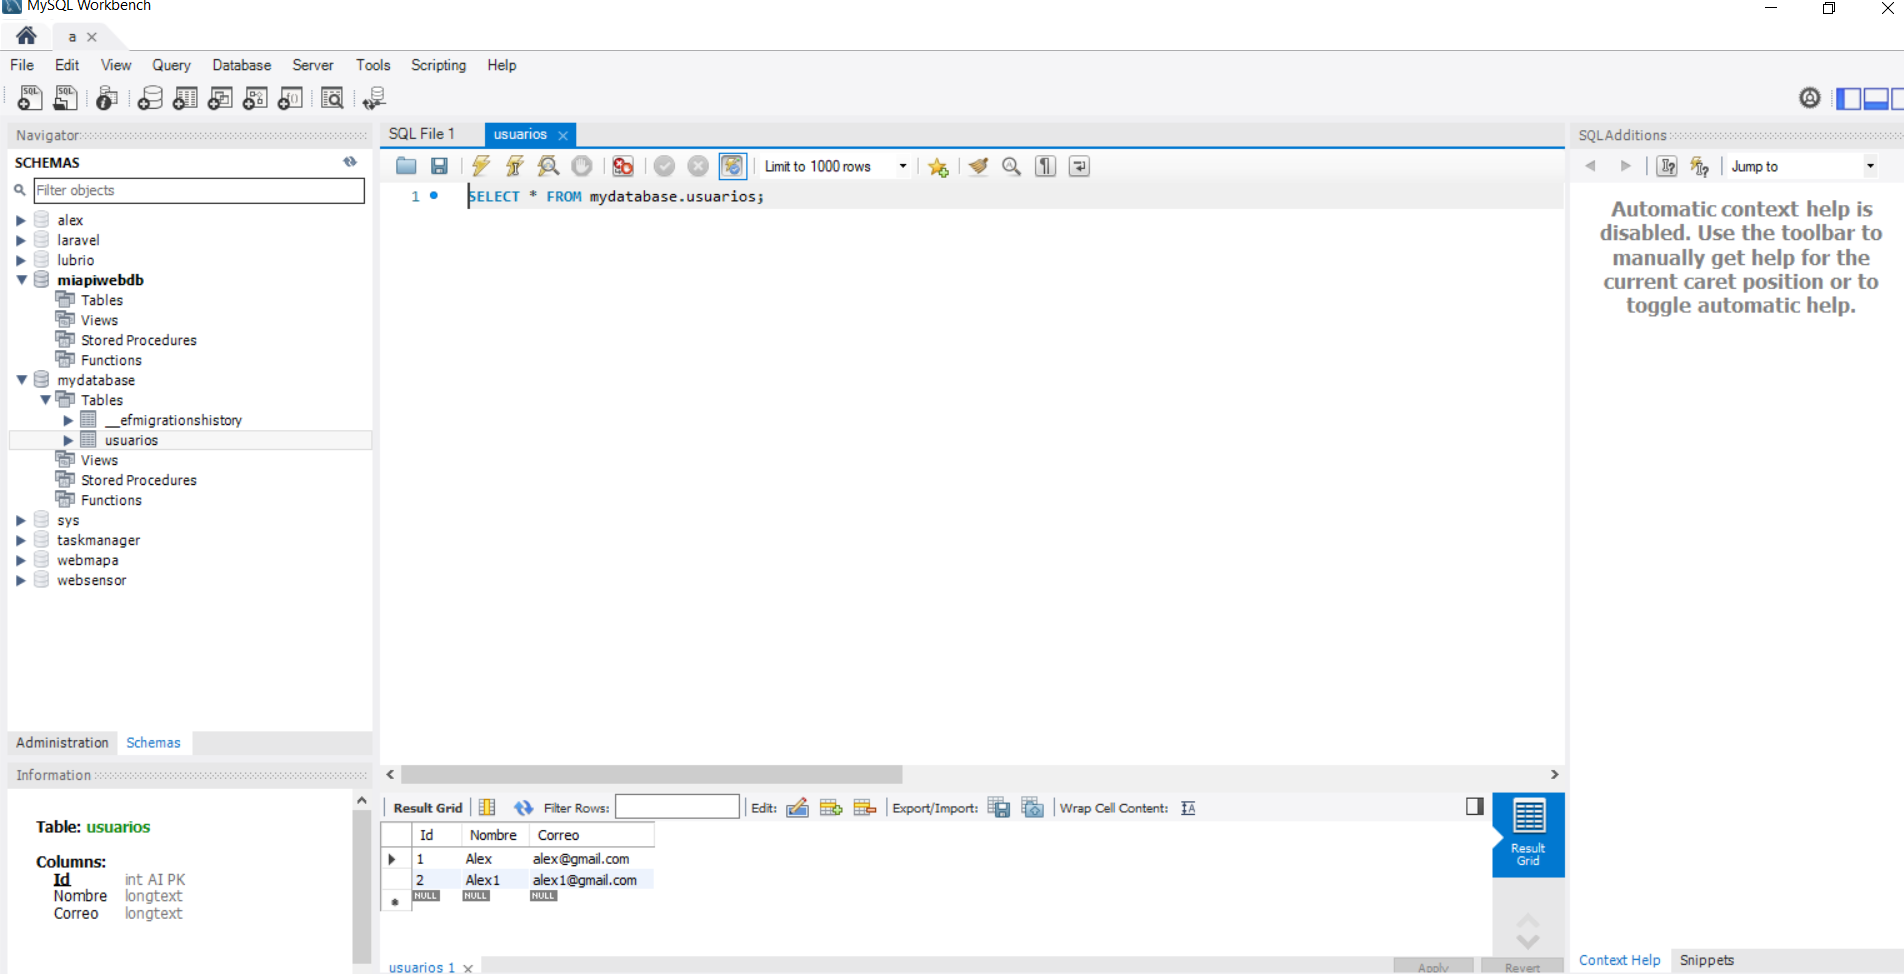 MySQL Workbench
a
File Edit View Query Database Server Tools Scripting Help
Navigator
SCHEMAS
Filter objects
alex
laravel
lubrio
miapiwebdb
Tables
Views
Stored Procedures
Functions
mydatabase
Tables
__efmigrationshistory
usuarios
Views
Stored Procedures
Functions
sys
taskmanager
webmapa
websensor
Administration Schemas
Information
Table: usuarios
Columns:
Id int AI PK
Nombre longtext
Correo longtext
SQL File 1 usuarios
Limit to 1000 rows
1 SELECT * FROM mydatabase.usuarios;
Result Grid Filter Rows: Edit: Export/Import: Wrap Cell Content:
Id Nombre Correo
1 Alex alex@gmail.com
2 Alex1 alex1@gmail.com
NULL NULL NULL
Result
Grid
usuarios 1
Apply Revert
SQLAdditions
Jump to
Automatic context help is
disabled. Use the toolbar to
manually get help for the
current caret position or to
toggle automatic help.
Context Help Snippets